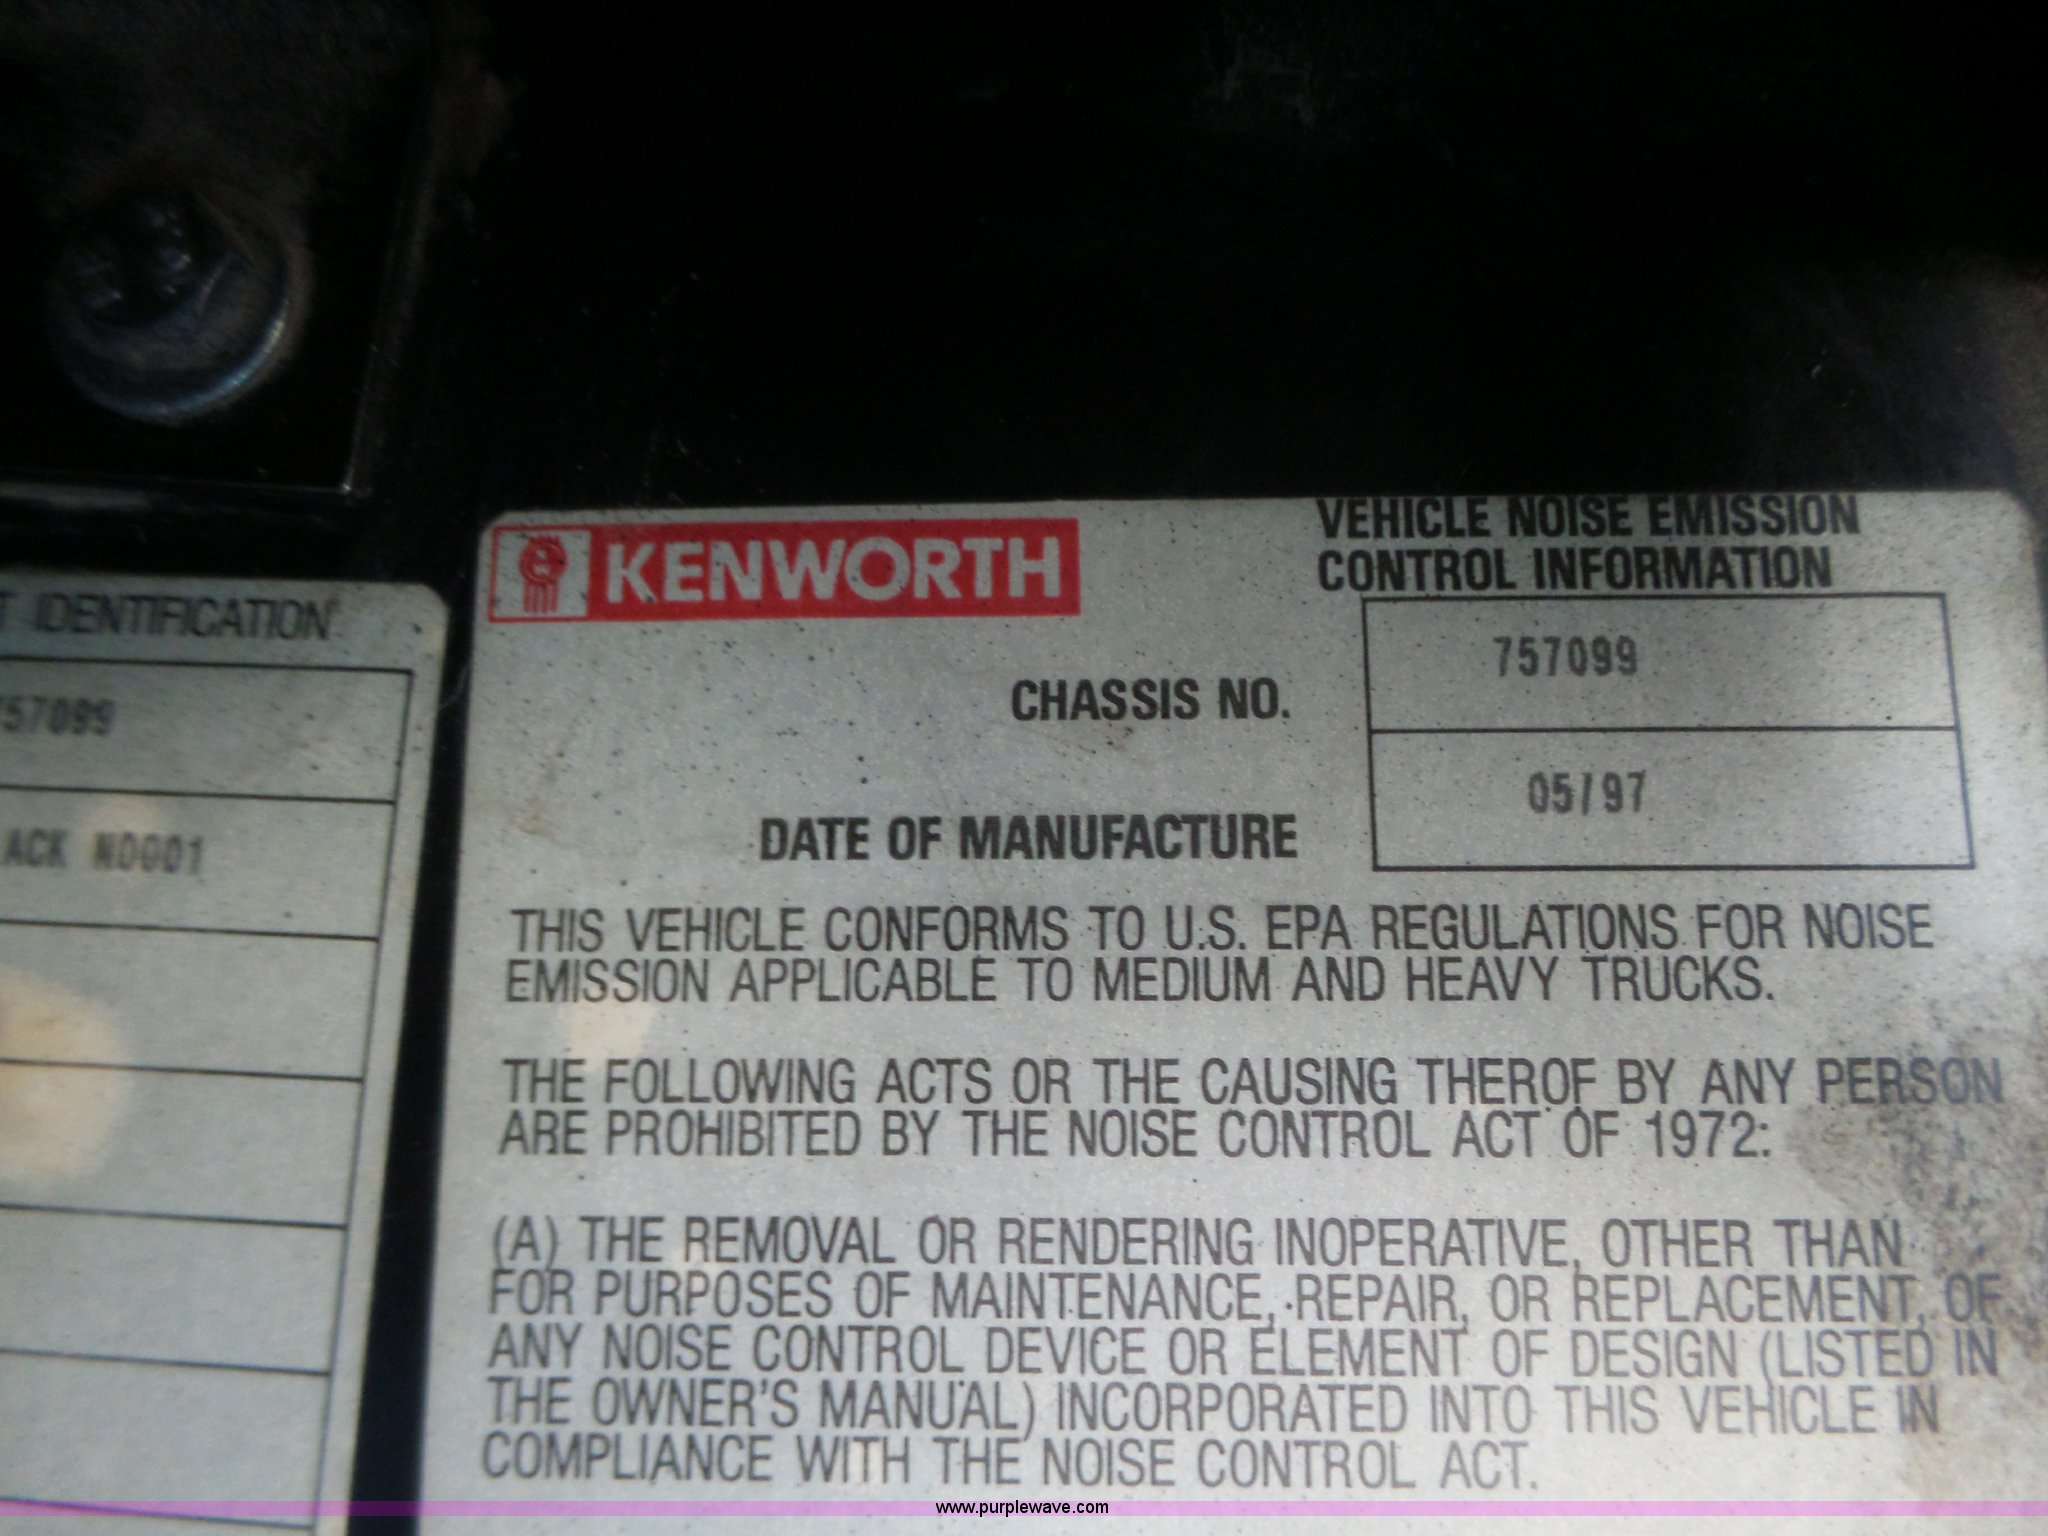 KENWORTH
VEHICLE NOISE EMISSION
CONTROL INFORMATION
CHASSIS NO. 757099
DATE OF MANUFACTURE 05/97
THIS VEHICLE CONFORMS TO U.S. EPA REGULATIONS FOR NOISE
EMISSION APPLICABLE TO MEDIUM AND HEAVY TRUCKS.
THE FOLLOWING ACTS OR THE CAUSING THEROF BY ANY PERSON
ARE PROHIBITED BY THE NOISE CONTROL ACT OF 1972:
(A) THE REMOVAL OR RENDERING INOPERATIVE, OTHER THAN
FOR PURPOSES OF MAINTENANCE, REPAIR, OR REPLACEMENT, OF
ANY NOISE CONTROL DEVICE OR ELEMENT OF DESIGN (LISTED IN
THE OWNER'S MANUAL) INCORPORATED INTO THIS VEHICLE IN
COMPLIANCE WITH THE NOISE CONTROL ACT.
T IDENTIFICATION
757099
ACK N0001
www.purplewave.com